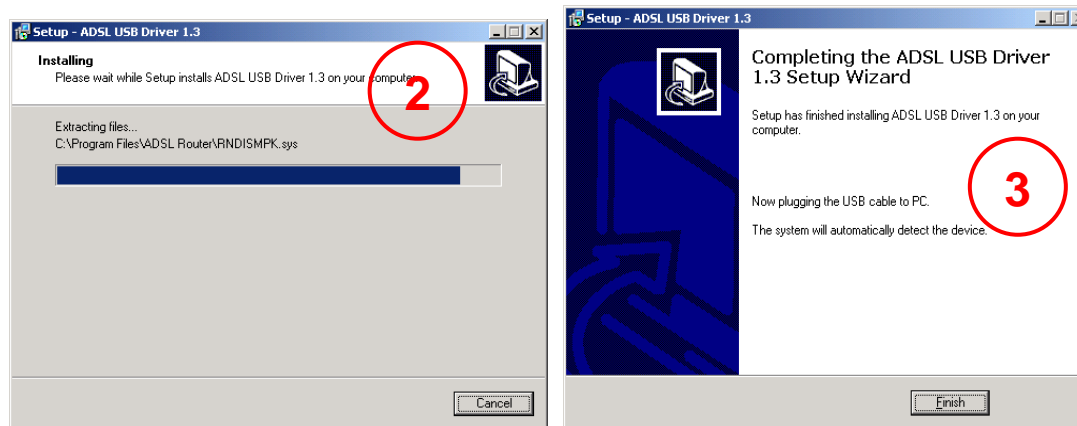 Setup - ADSL USB Driver 1.3
Installing
Please wait while Setup installs ADSL USB Driver 1.3 on your computer.
2
Extracting files...
C:\Program Files\ADSL Router\RNDISMPK.sys
Cancel
Setup - ADSL USB Driver 1.3
Completing the ADSL USB Driver
1.3 Setup Wizard
Setup has finished installing ADSL USB Driver 1.3 on your
computer.
3
Now plugging the USB cable to PC.
The system will automatically detect the device.
Finish